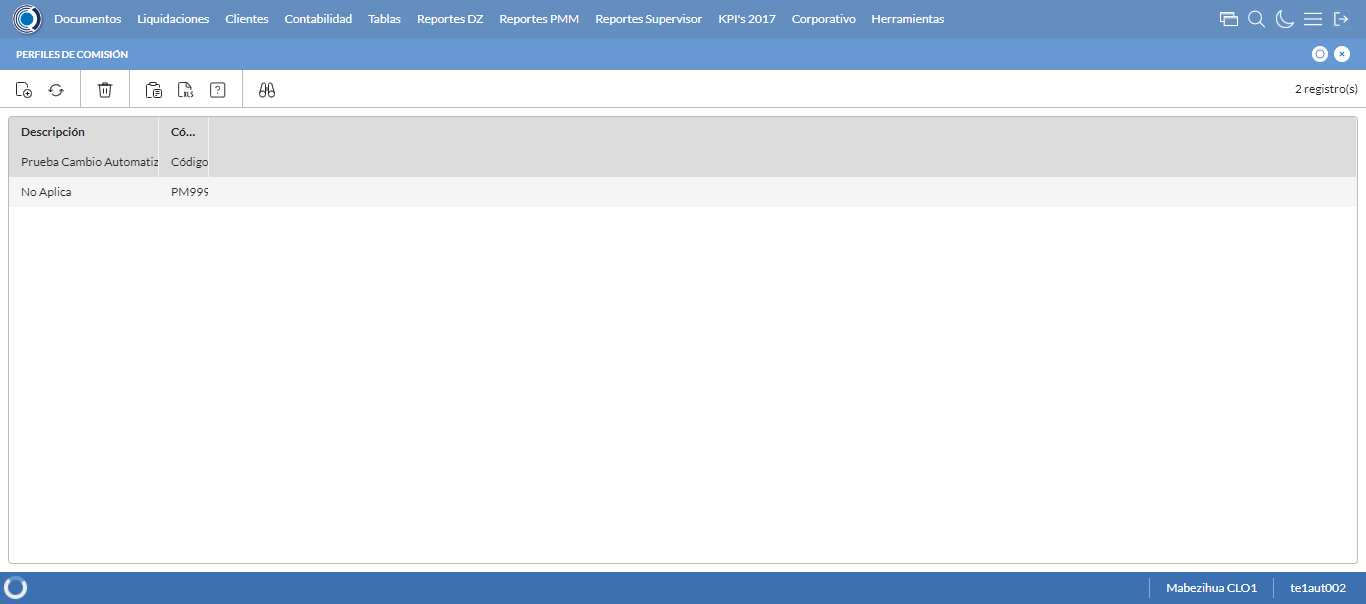 Documentos Liquidaciones Clientes Contabilidad Tablas Reportes DZ Reportes PMM Reportes Supervisor KPI's 2017 Corporativo Herramientas
PERFILES DE COMISIÓN
XLS ? 2 registro(s)
Descripción Có...
Prueba Cambio Automatiz Código
No Aplica PM999
Mabezihua CLO1 te1aut002